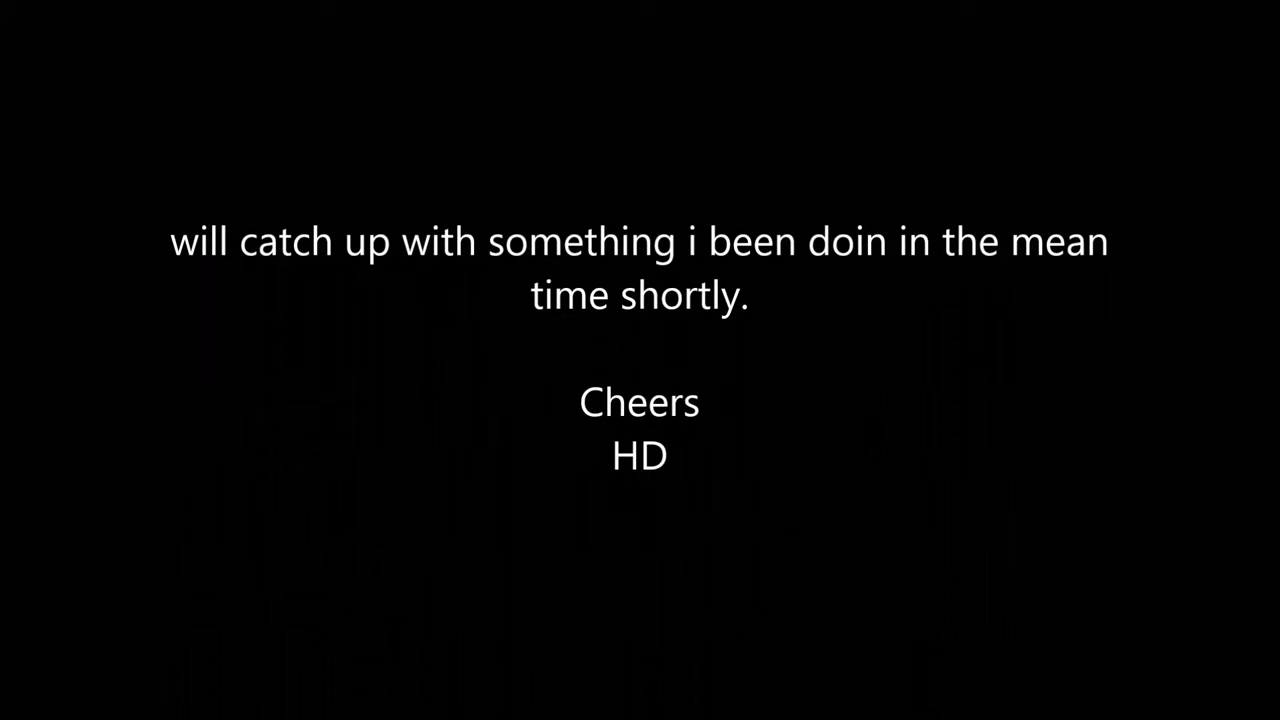 will catch up with something i been doin in the mean
time shortly.
Cheers
HD